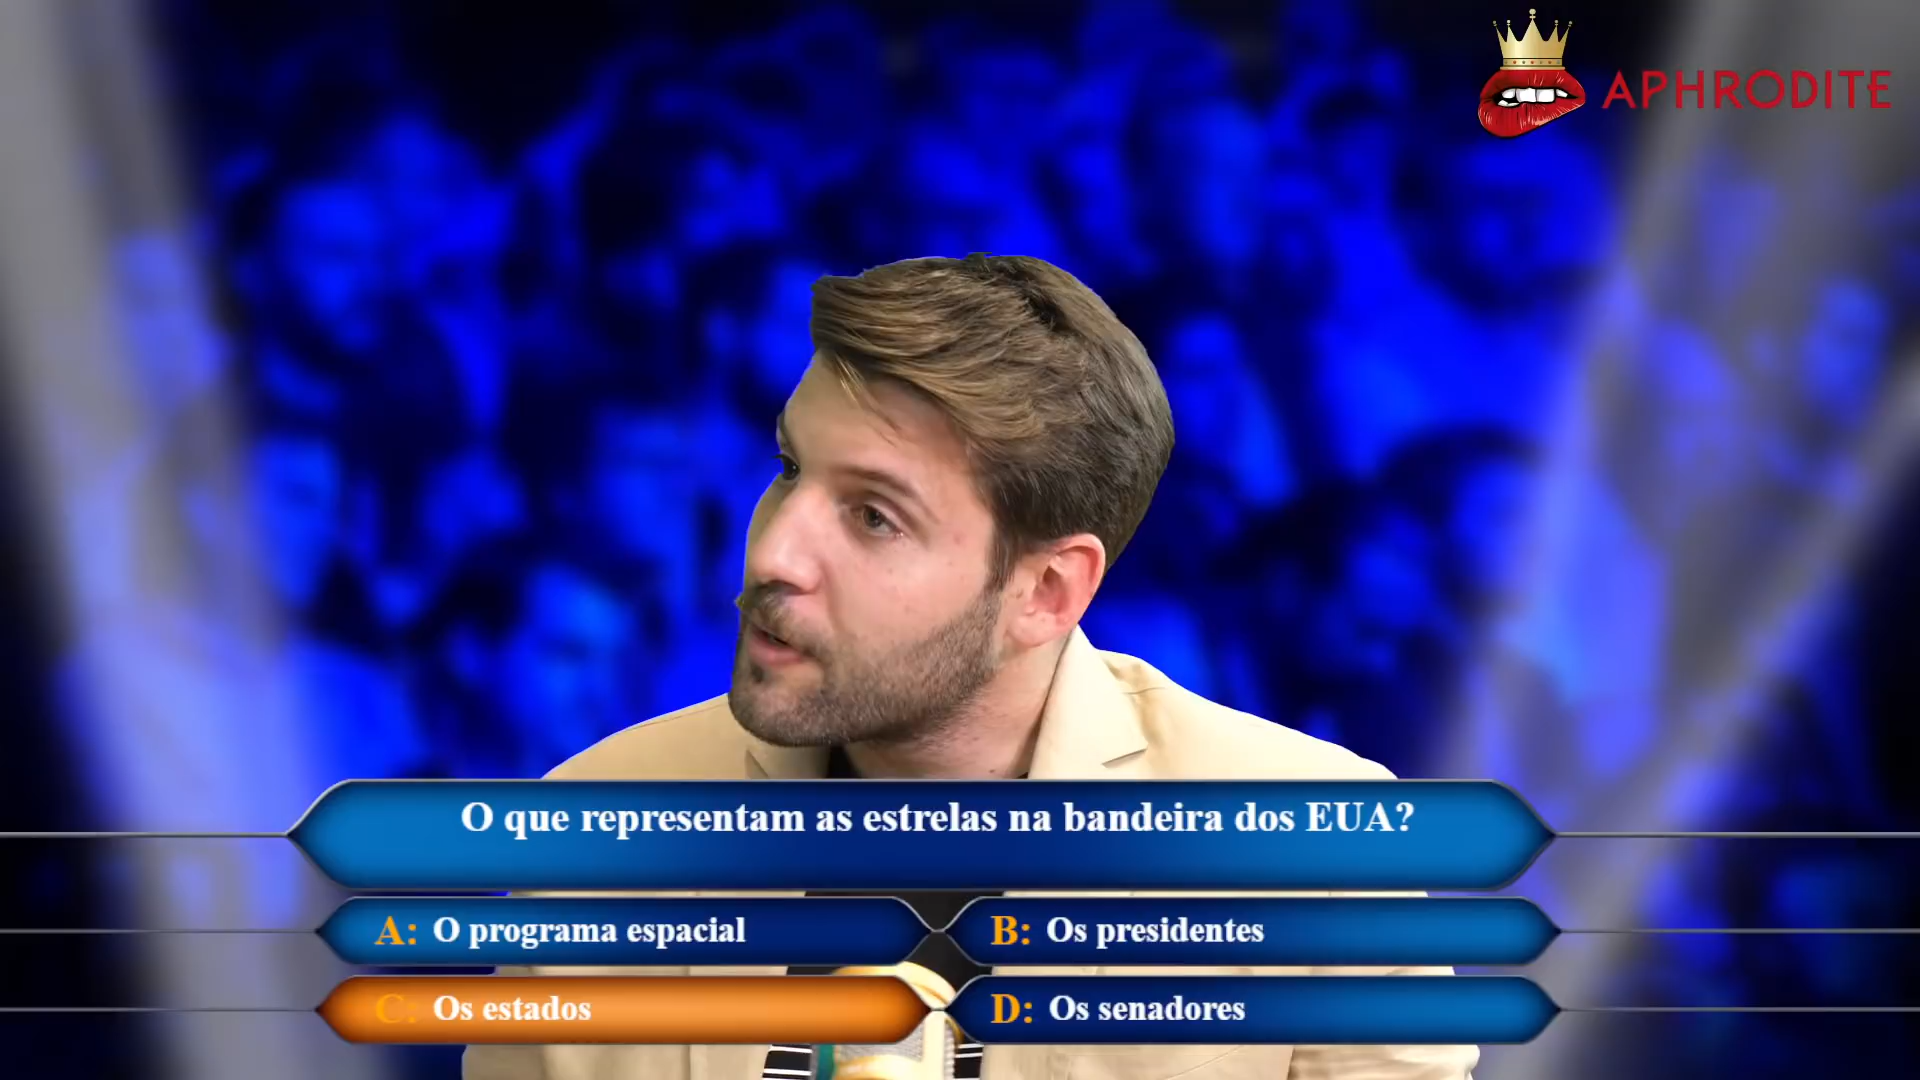 APHRODITE
O que representam as estrelas na bandeira dos EUA?
A: O programa espacial
B: Os presidentes
C: Os estados
D: Os senadores